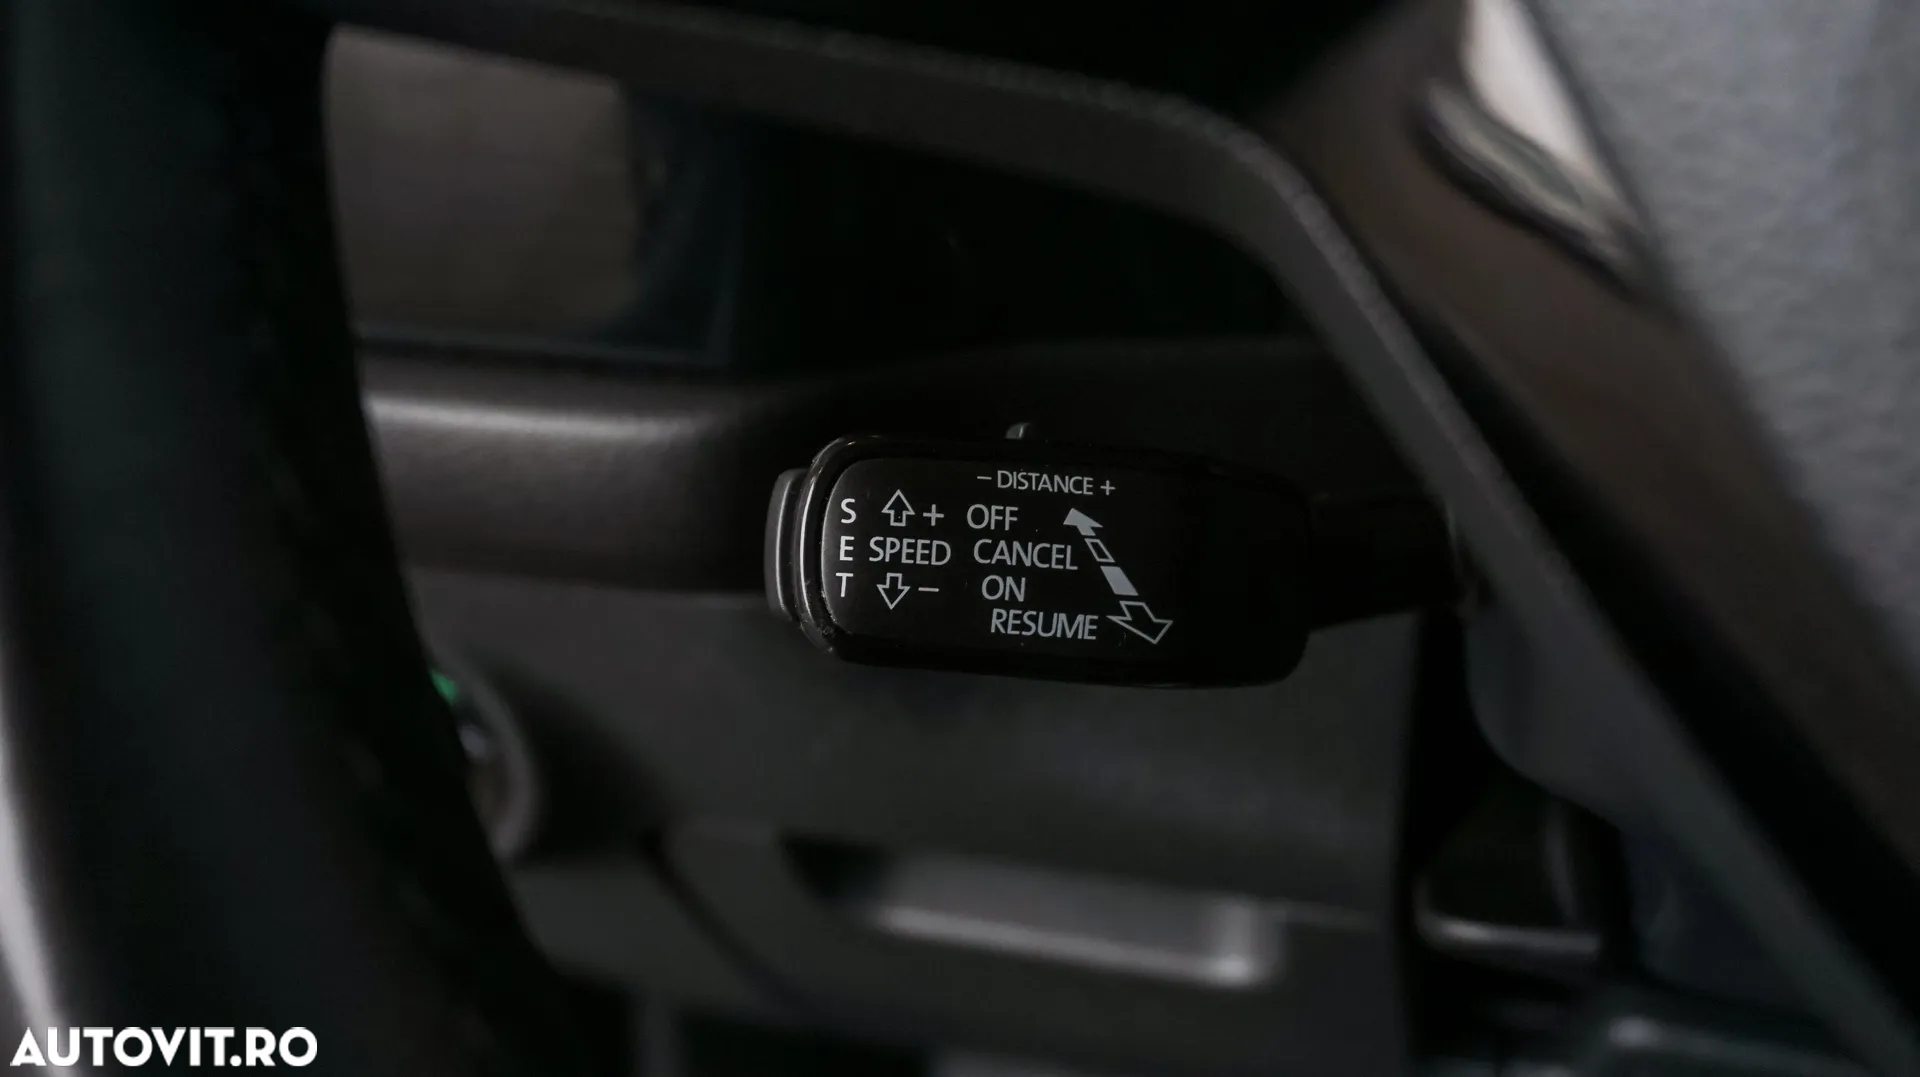 - DISTANCE +
S + OFF
E SPEED CANCEL
T - ON
RESUME
AUTOVIT.RO